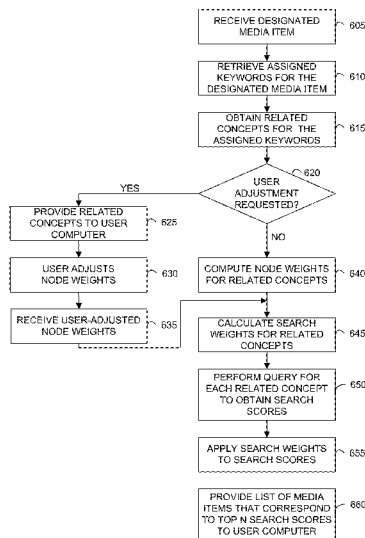 RECEIVE DESIGNATED
MEDIA ITEM
605
RETRIEVE ASSIGNED
KEYWORDS FOR THE
DESIGNATED MEDIA ITEM
610
OBTAIN RELATED
CONCEPTS FOR THE
ASSIGNED KEYWORDS
615
620
USER
ADJUSTMENT
REQUESTED?
YES
NO
PROVIDE RELATED
CONCEPTS TO USER
COMPUTER
625
USER ADJUSTS
NODE WEIGHTS
630
RECEIVE USER-ADJUSTED
NODE WEIGHTS
635
COMPUTE NODE WEIGHTS
FOR RELATED CONCEPTS
640
CALCULATE SEARCH
WEIGHTS FOR RELATED
CONCEPTS
645
PERFORM QUERY FOR
EACH RELATED CONCEPT
TO OBTAIN SEARCH
SCORES
650
APPLY SEARCH WEIGHTS
TO SEARCH SCORES
655
PROVIDE LIST OF MEDIA
ITEMS THAT CORRESPOND
TO TOP N SEARCH SCORES
TO USER COMPUTER
660